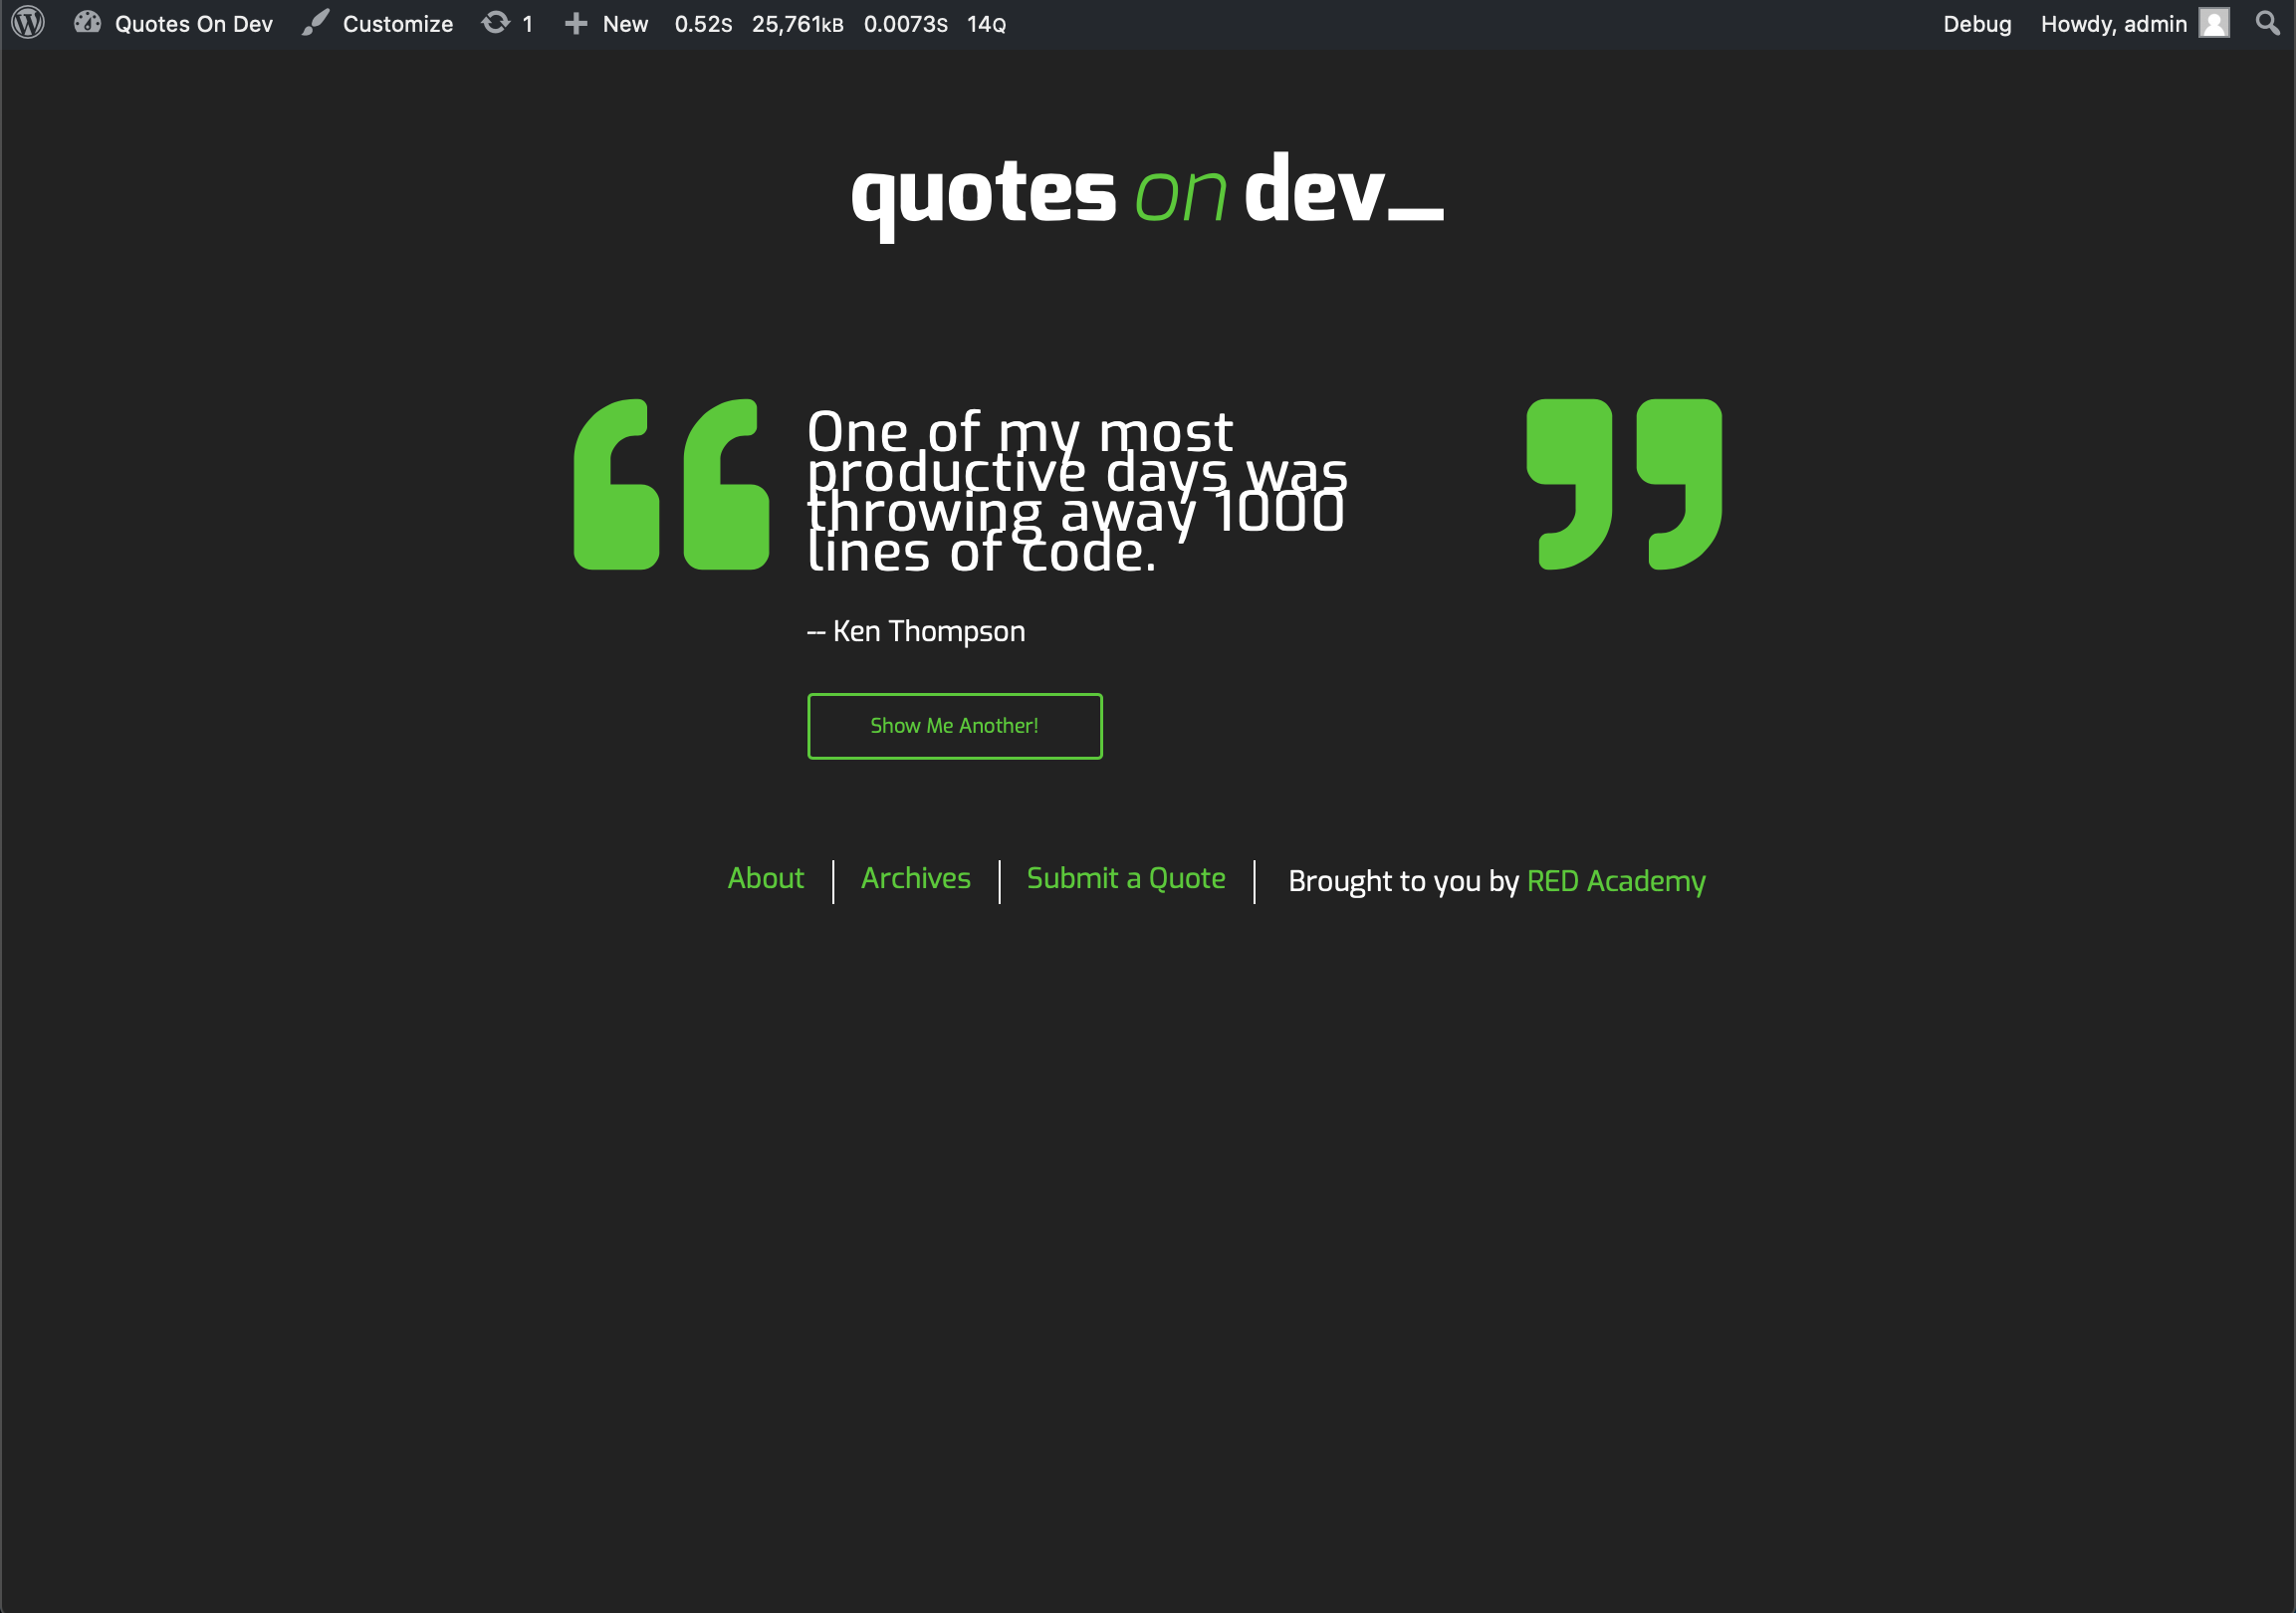 Quotes On Dev Customize 1 New 0.52S 25,761KB 0.0073S 14Q Debug Howdy, admin
quotes on dev_
One of my most
productive days was
throwing away 1000
lines of code.
-- Ken Thompson
Show Me Another!
About Archives Submit a Quote Brought to you by RED Academy